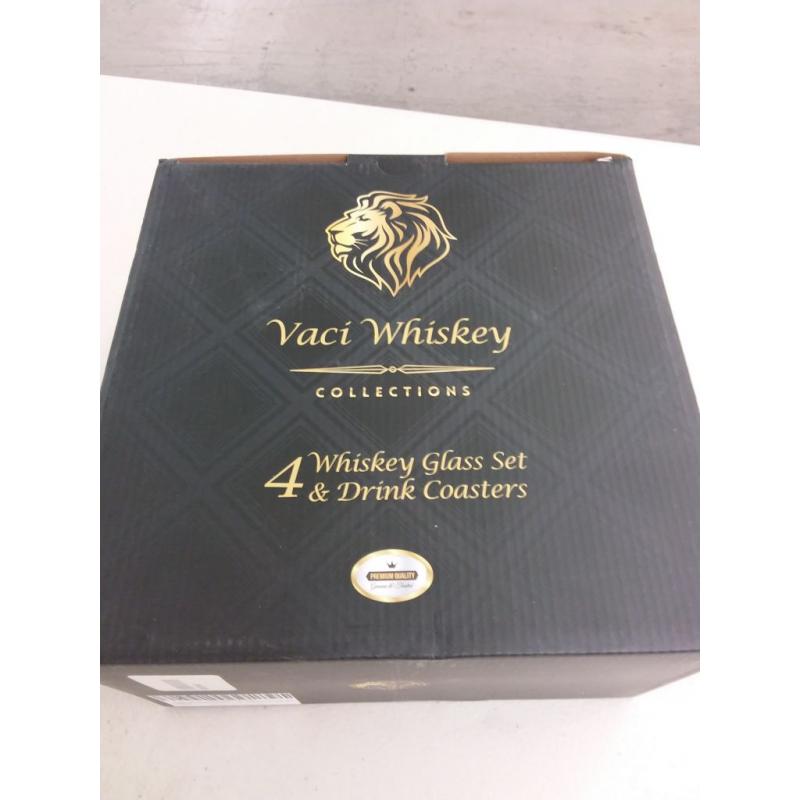 Vaci Whiskey
COLLECTIONS
4 Whiskey Glass Set
& Drink Coasters
PREMIUM QUALITY